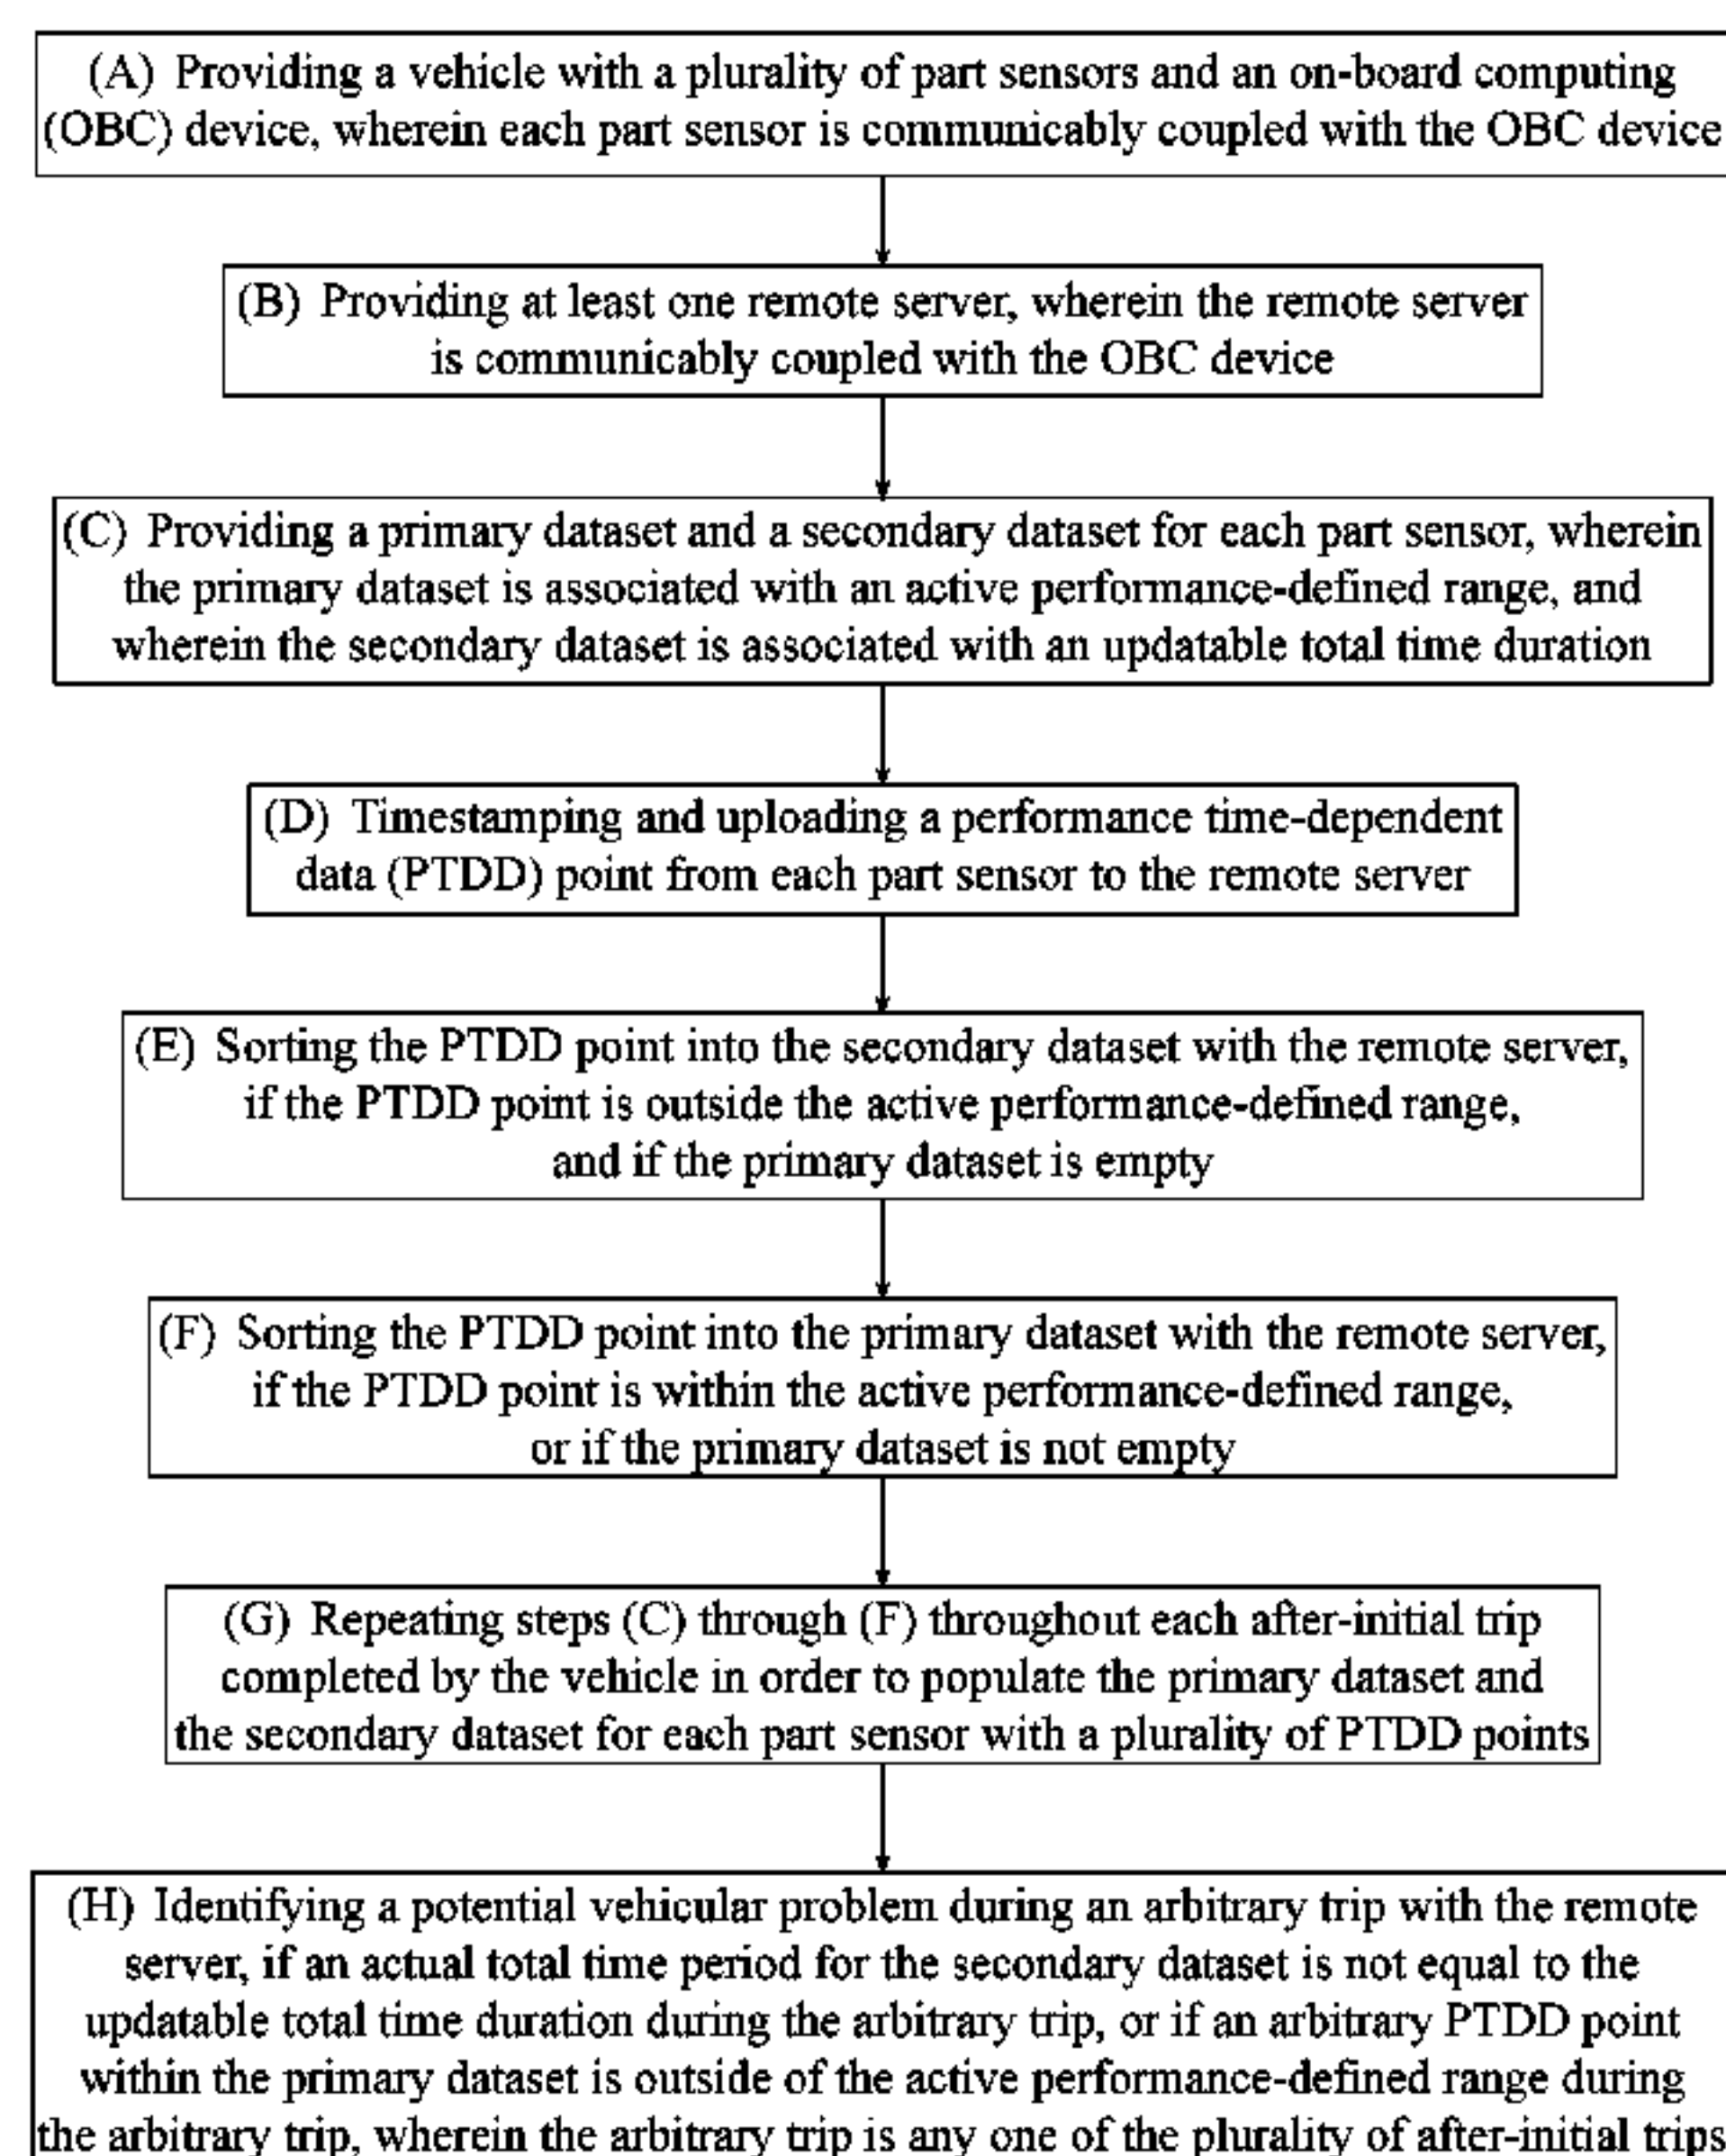 (A) Providing a vehicle with a plurality of part sensors and an on-board computing
(OBC) device, wherein each part sensor is communicably coupled with the OBC device
(B) Providing at least one remote server, wherein the remote server
is communicably coupled with the OBC device
(C) Providing a primary dataset and a secondary dataset for each part sensor, wherein
the primary dataset is associated with an active performance-defined range, and
wherein the secondary dataset is associated with an updatable total time duration
(D) Timestamping and uploading a performance time-dependent
data (PTDD) point from each part sensor to the remote server
(E) Sorting the PTDD point into the secondary dataset with the remote server,
if the PTDD point is outside the active performance-defined range,
and if the primary dataset is empty
(F) Sorting the PTDD point into the primary dataset with the remote server,
if the PTDD point is within the active performance-defined range,
or if the primary dataset is not empty
(G) Repeating steps (C) through (F) throughout each after-initial trip
completed by the vehicle in order to populate the primary dataset and
the secondary dataset for each part sensor with a plurality of PTDD points
(H) Identifying a potential vehicular problem during an arbitrary trip with the remote
server, if an actual total time period for the secondary dataset is not equal to the
updatable total time duration during the arbitrary trip, or if an arbitrary PTDD point
within the primary dataset is outside of the active performance-defined range during
the arbitrary trip, wherein the arbitrary trip is any one of the plurality of after-initial trips